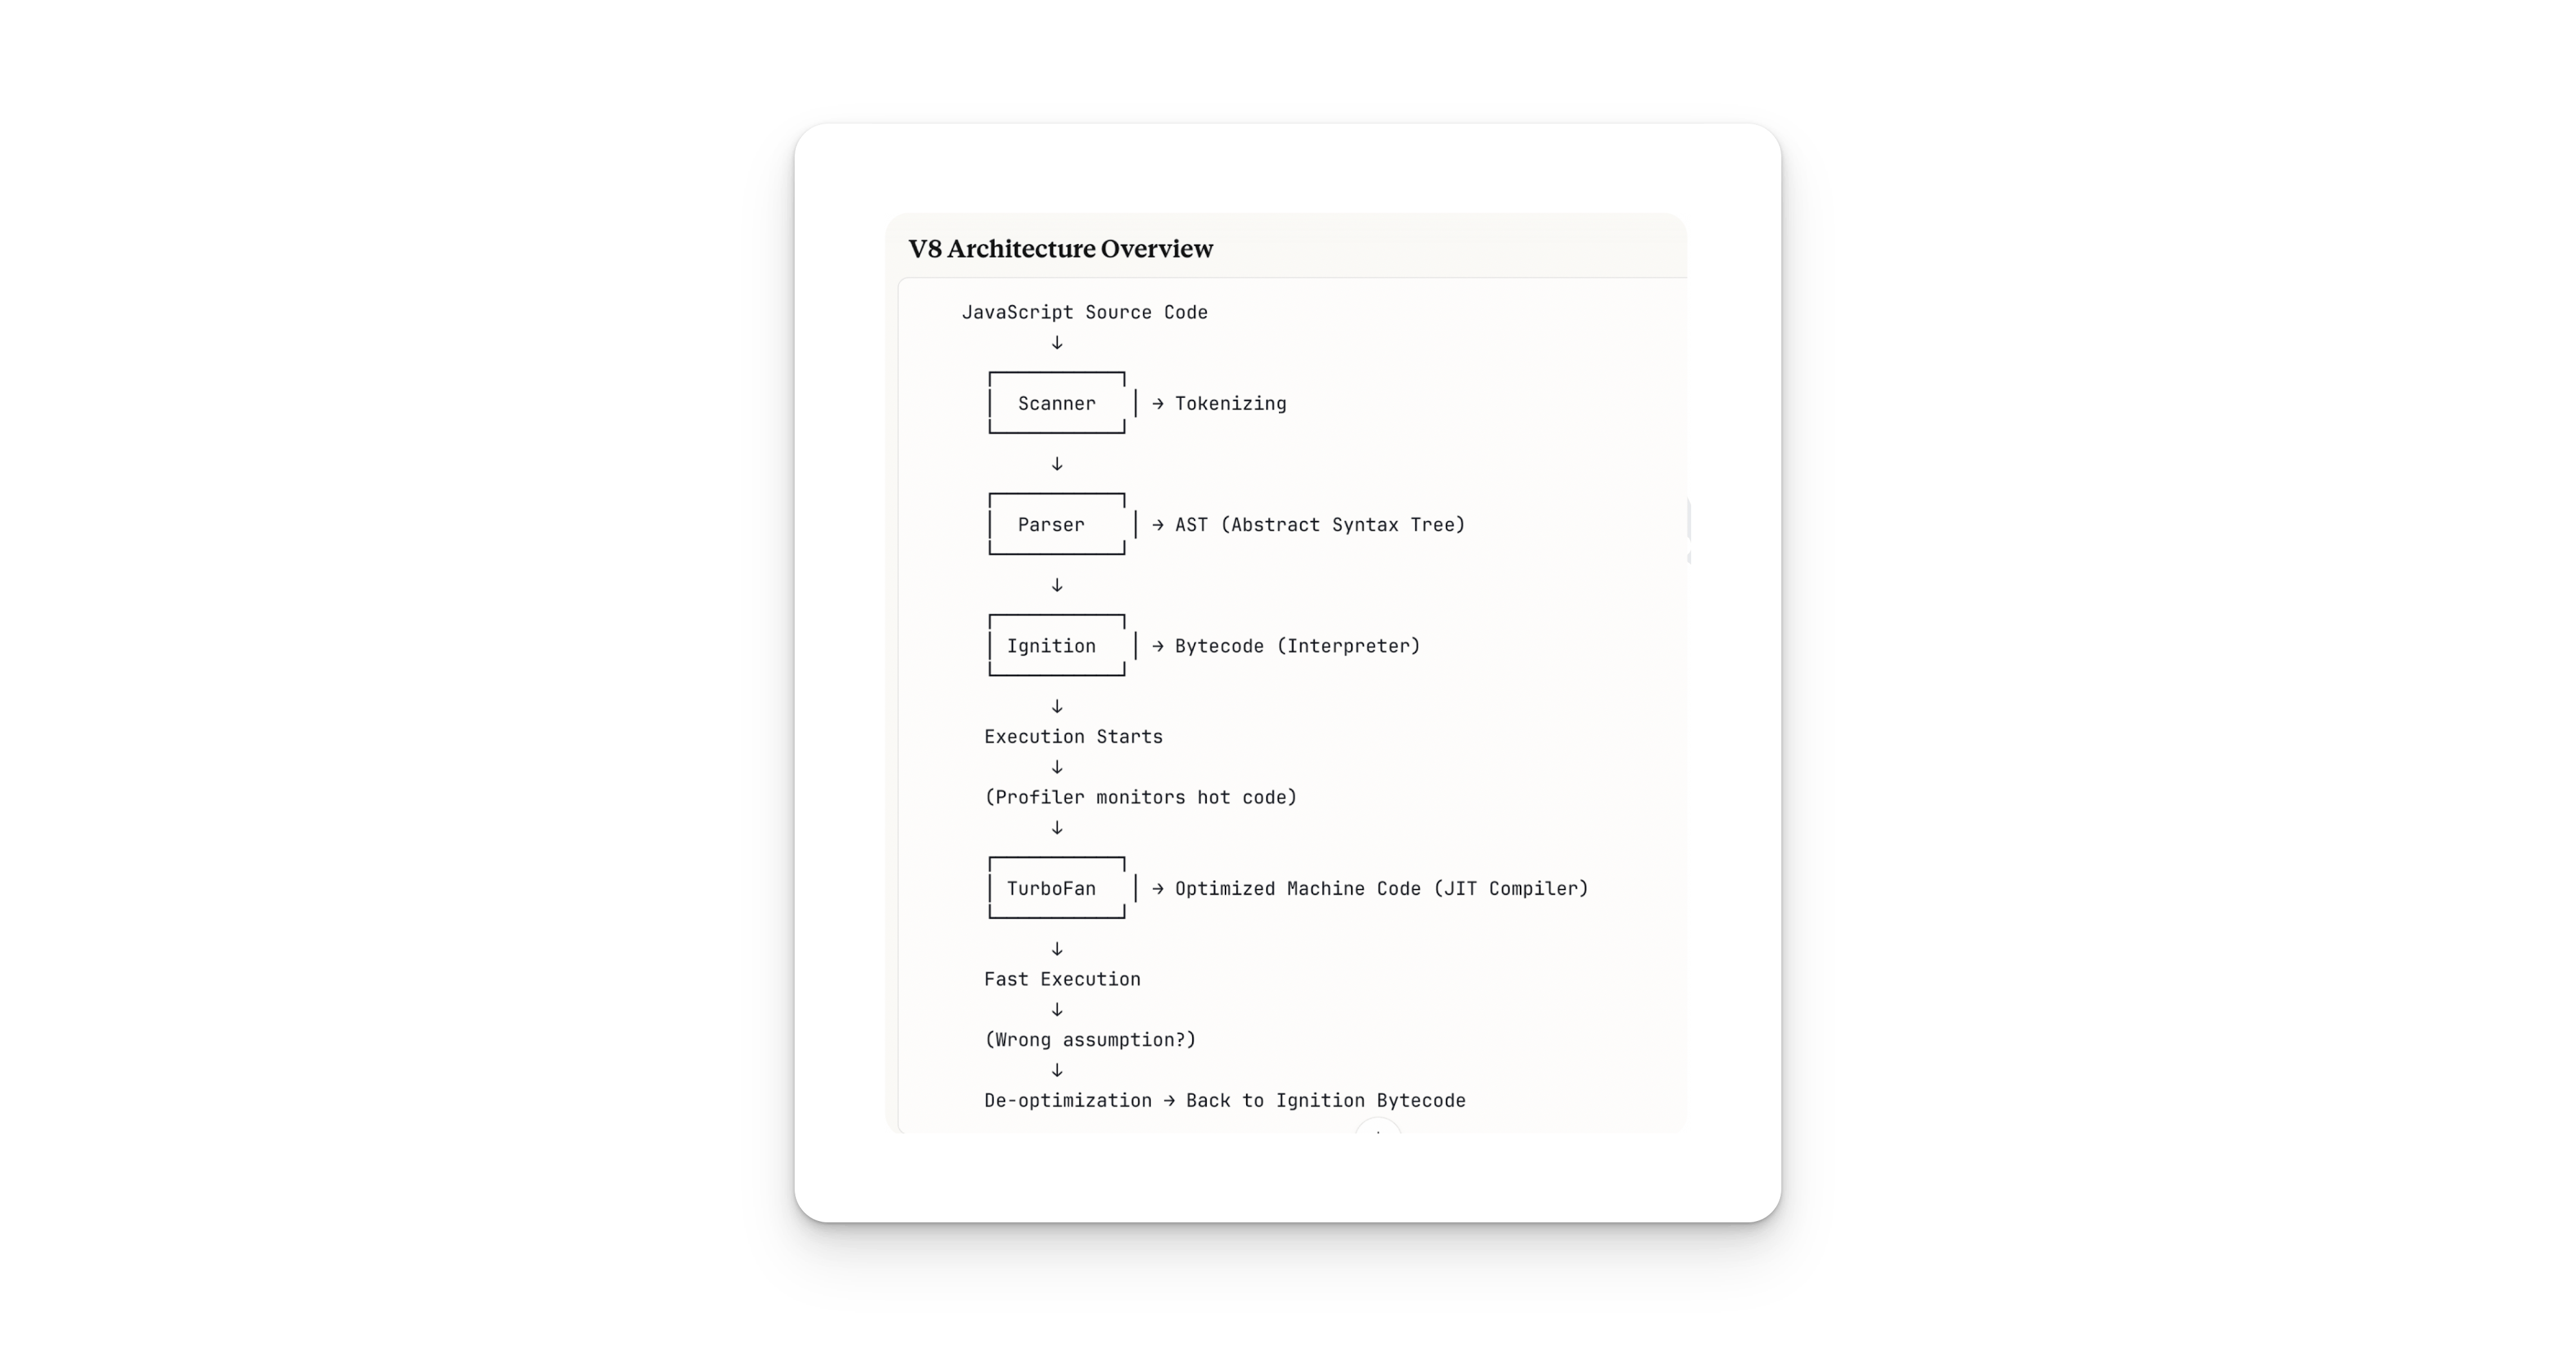 V8 Architecture Overview
JavaScript Source Code
↓
Scanner → Tokenizing
↓
Parser → AST (Abstract Syntax Tree)
↓
Ignition → Bytecode (Interpreter)
↓
Execution Starts
↓
(Profiler monitors hot code)
↓
TurboFan → Optimized Machine Code (JIT Compiler)
↓
Fast Execution
↓
(Wrong assumption?)
↓
De-optimization → Back to Ignition Bytecode